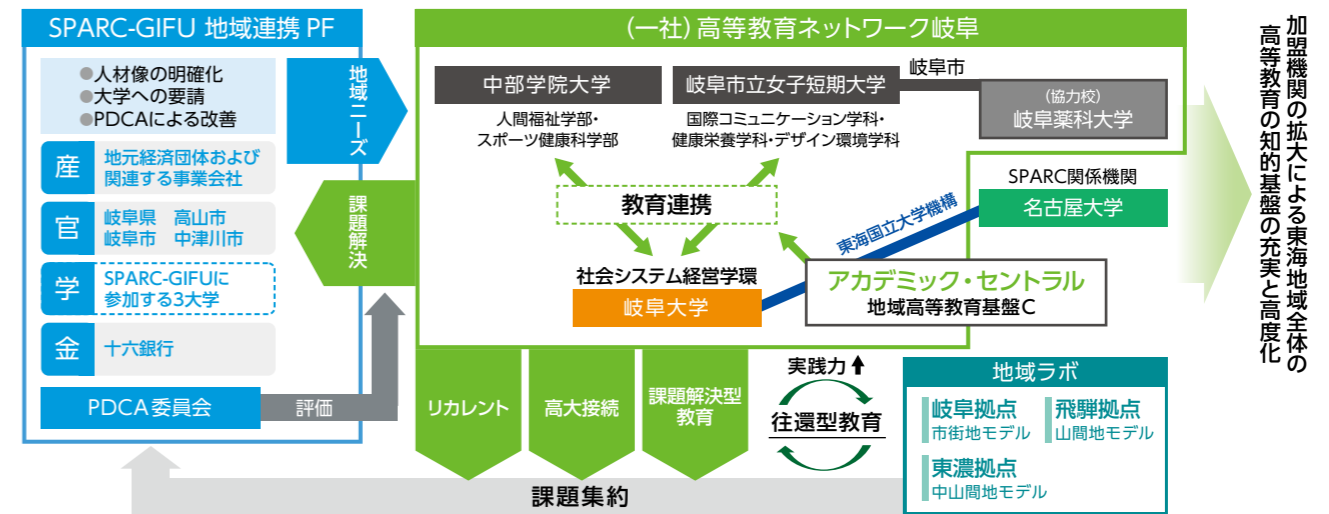 SPARC-GIFU 地域連携 PF
●人材像の明確化
●大学への要請
●PDCAによる改善
産
地元経済団体および
関連する事業会社
官
岐阜県 高山市
岐阜市 中津川市
学
SPARC-GIFUに
参加する3大学
金
十六銀行
PDCA委員会
評価
地域ニーズ
課題解決
(一社)高等教育ネットワーク岐阜
中部学院大学
人間福祉学部・
スポーツ健康科学部
岐阜市立女子短期大学
国際コミュニケーション学科・
健康栄養学科・デザイン環境学科
岐阜市
(協力校)
岐阜薬科大学
教育連携
SPARC関係機関
名古屋大学
東海国立大学機構
社会システム経営学環
岐阜大学
アカデミック・セントラル
地域高等教育基盤C
リカレント
高大接続
課題解決型
教育
実践力
往還型教育
地域ラボ
岐阜拠点
市街地モデル
飛騨拠点
山間地モデル
東濃拠点
中山間地モデル
課題集約
加盟機関の拡大による東海地域全体の
高等教育の知的基盤の充実と高度化